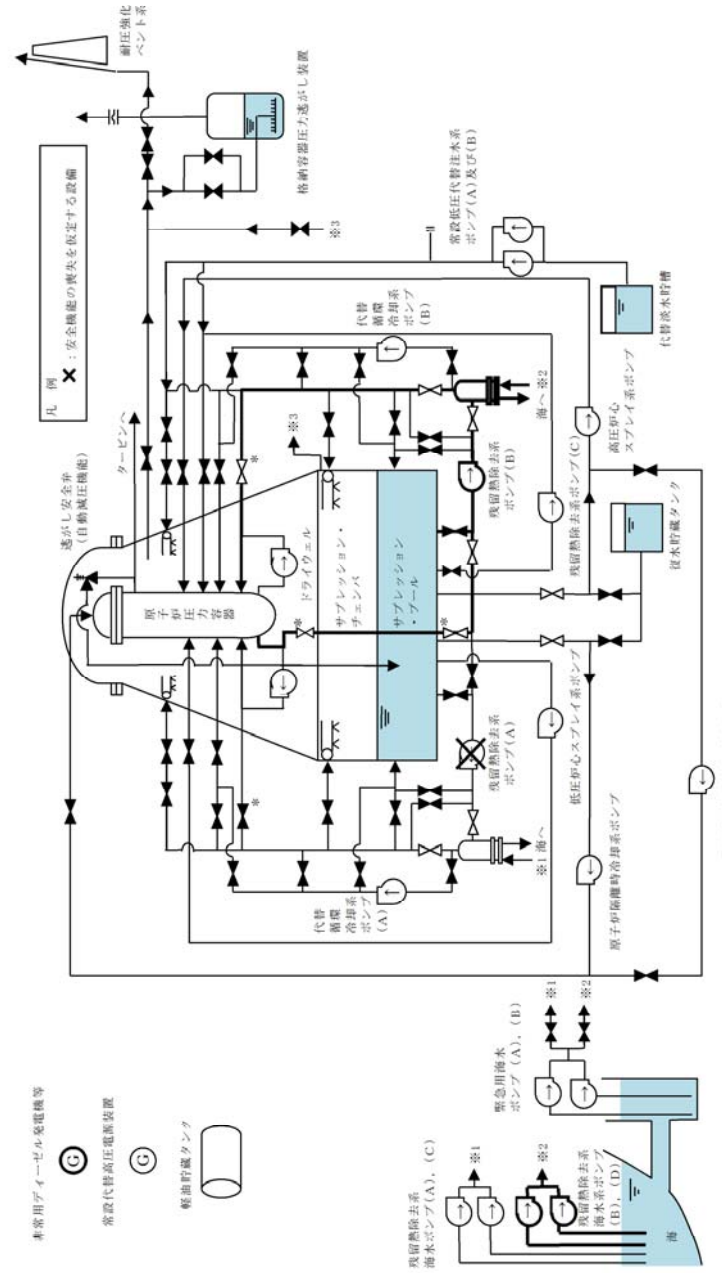 非常用ディーゼル発電機等
G
常設代替高圧電源装置
G
軽油貯蔵タンク
凡 例
✕ : 安全機能の喪失を仮定する設備
耐圧強化
ベント系
格納容器圧力逃がし装置
※3
タービンへ
逃がし安全弁
(自動減圧機能)
原子炉圧力容器
ドライウェル
サプレッション・
チェンバ
サプレッション
・プール
※3
代替
循環
冷却系
ポンプ
(B)
常設低圧代替注水系
ポンプ(A)及び(B)
代替淡水貯槽
代替
循環
冷却系
ポンプ
(A)
*
*
*
*
※1 海へ
残留熱除去系
ポンプ(A)
残留熱除去系
ポンプ(B)
海へ ※2
低圧炉心スプレイ系ポンプ
残留熱除去系ポンプ(C)
高圧炉心
スプレイ系ポンプ
復水貯蔵タンク
原子炉隔離時冷却系ポンプ
残留熱除去系
海水ポンプ(A),(C)
※1
※2
残留熱除去系
海水系ポンプ
(B),(D)
緊急用海水
ポンプ(A),(B)
※1
※2
海